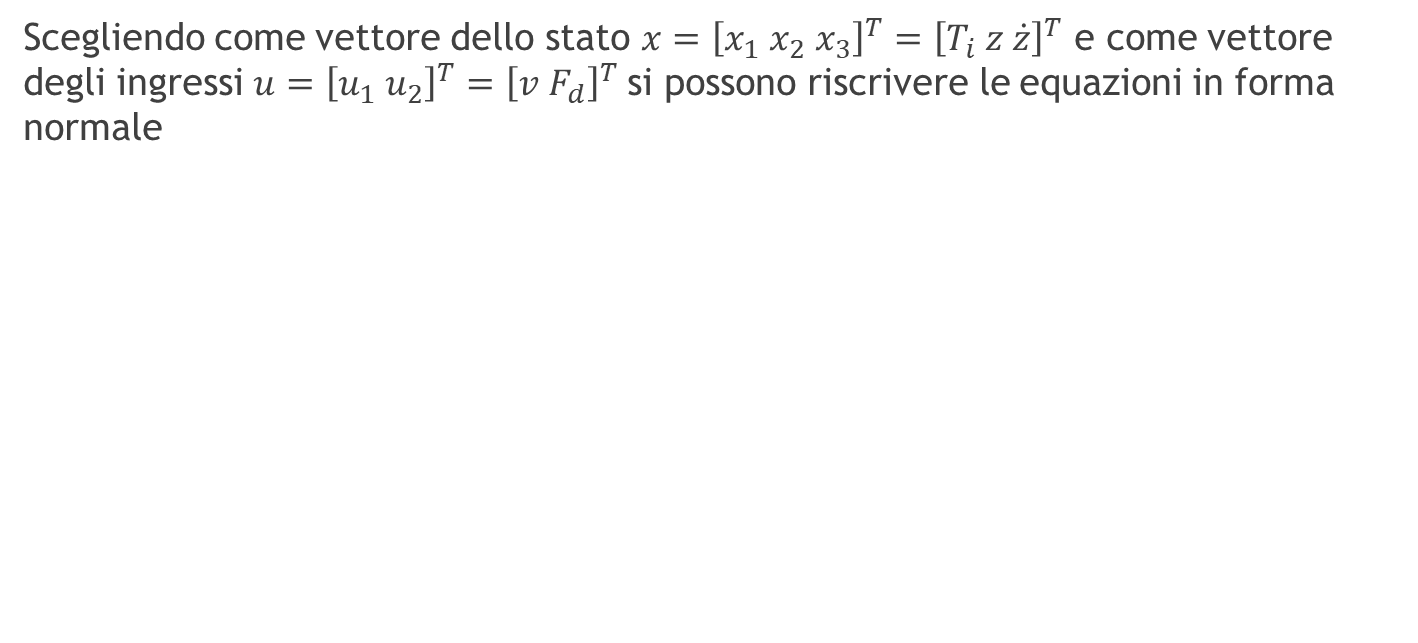 Scegliendo come vettore dello stato x = [x₁ x₂ x₃]ᵀ = [Tᵢ z ż]ᵀ e come vettore
degli ingressi u = [u₁ u₂]ᵀ = [v F_d]ᵀ si possono riscrivere le equazioni in forma
normale